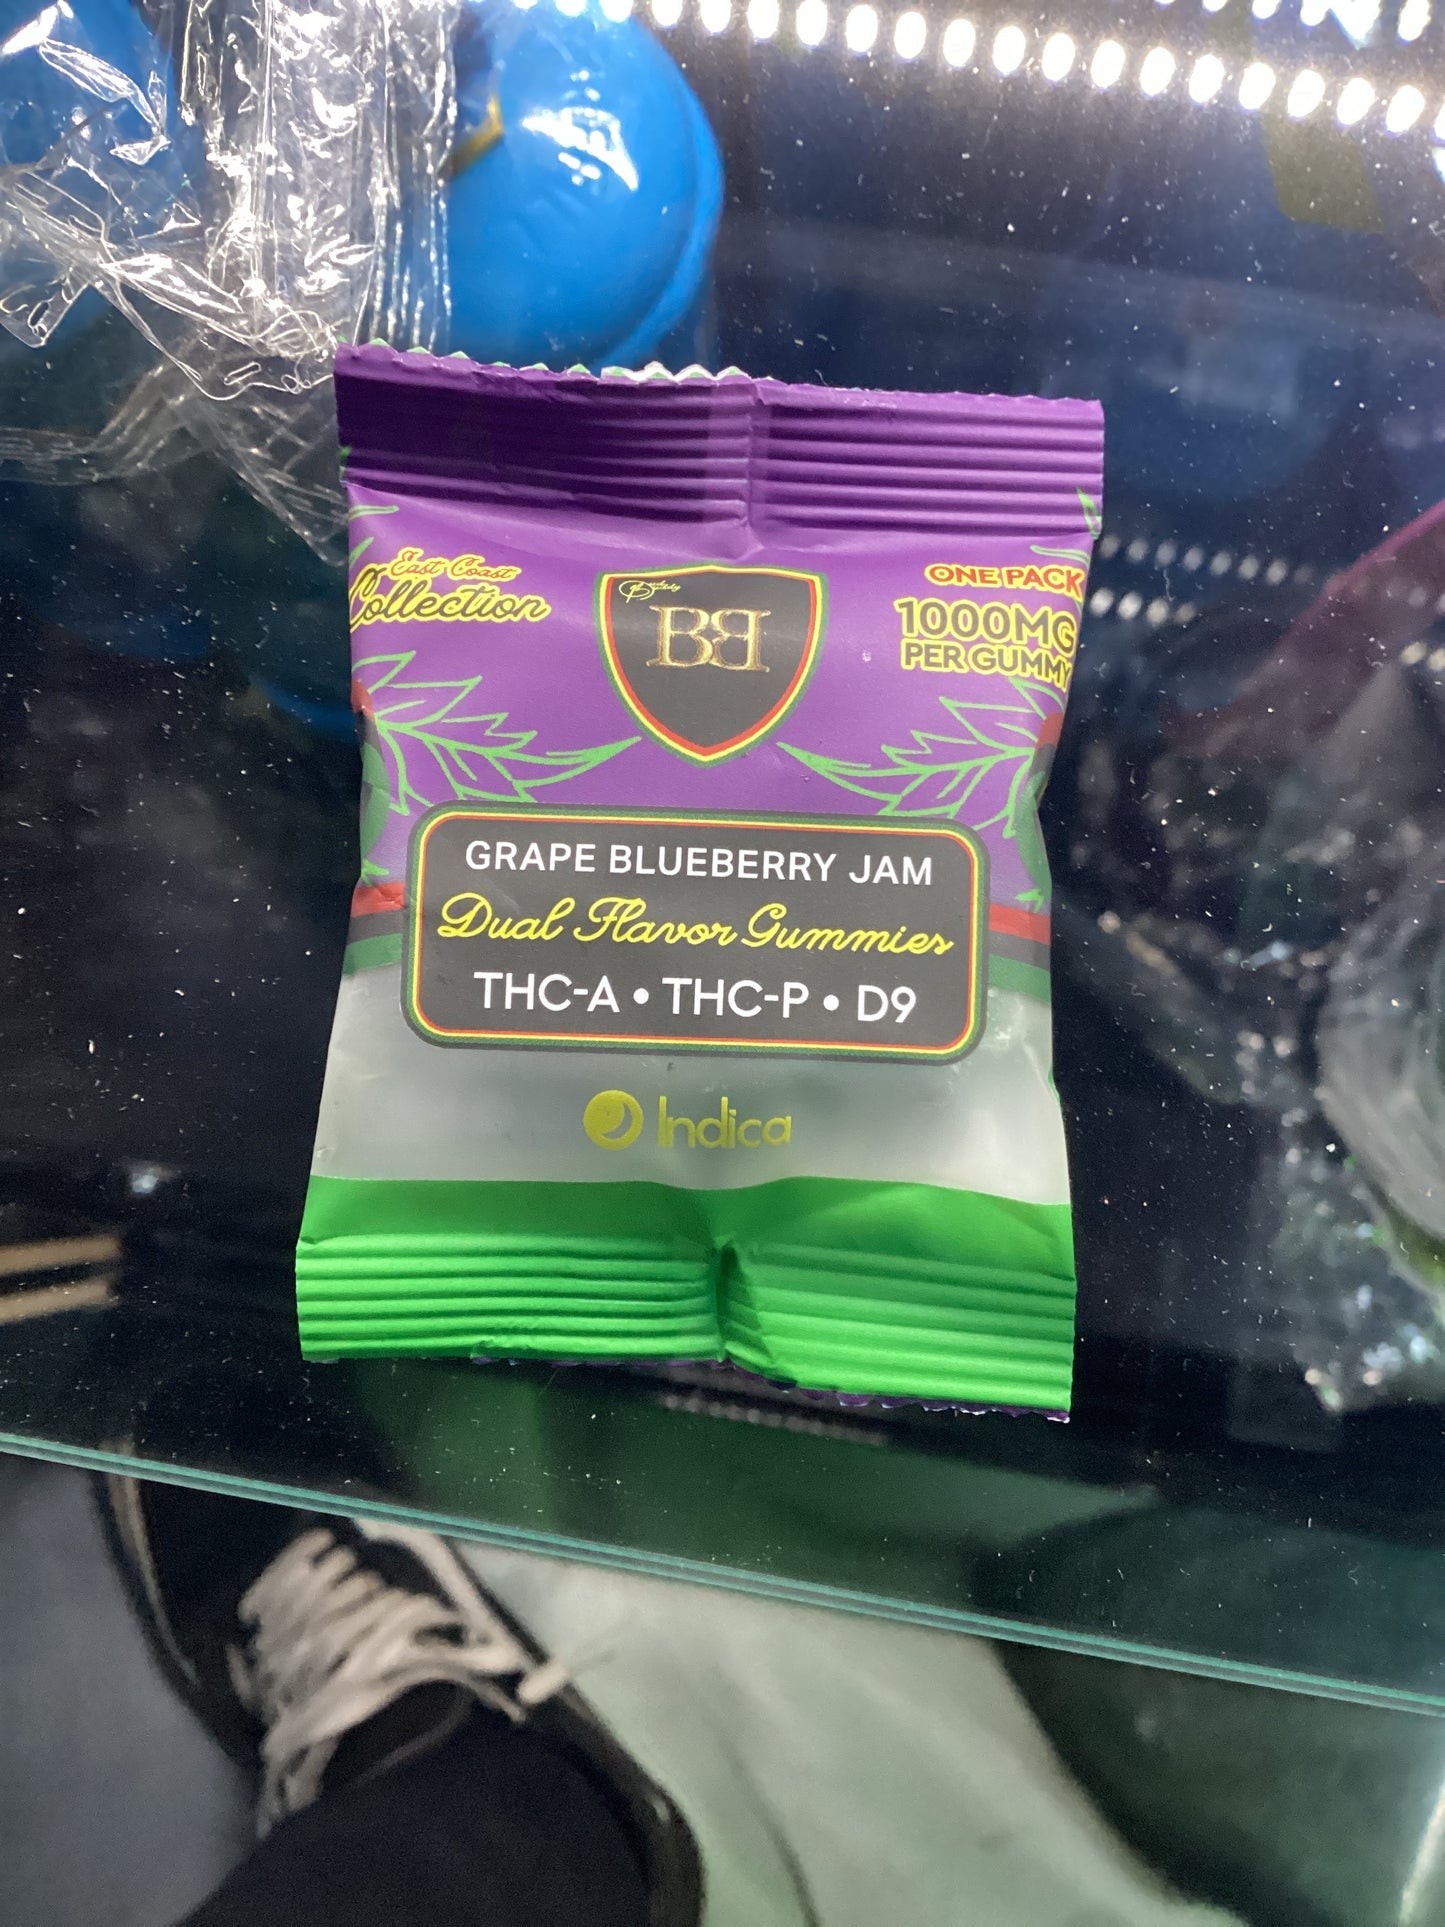 East Coast
Collection
BB
ONE PACK
1000MG
PER GUMMY
GRAPE BLUEBERRY JAM
Dual Flavor Gummies
THC-A • THC-P • D9
Indica